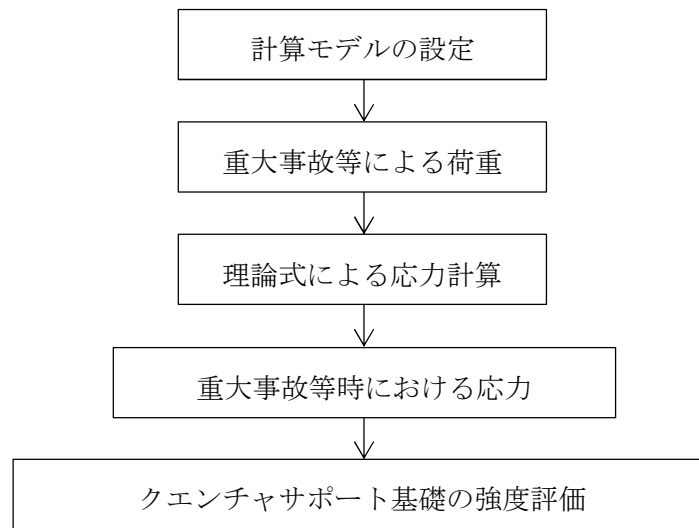 計算モデルの設定
重大事故等による荷重
理論式による応力計算
重大事故等時における応力
クエンチャサポート基礎の強度評価